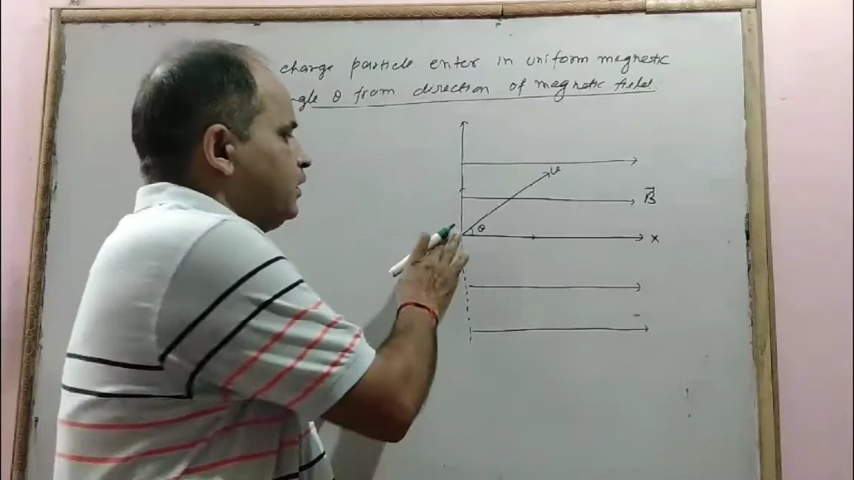 charge particle enter in uniform magnetic
θ from direction of magnetic field
v
B
θ
x